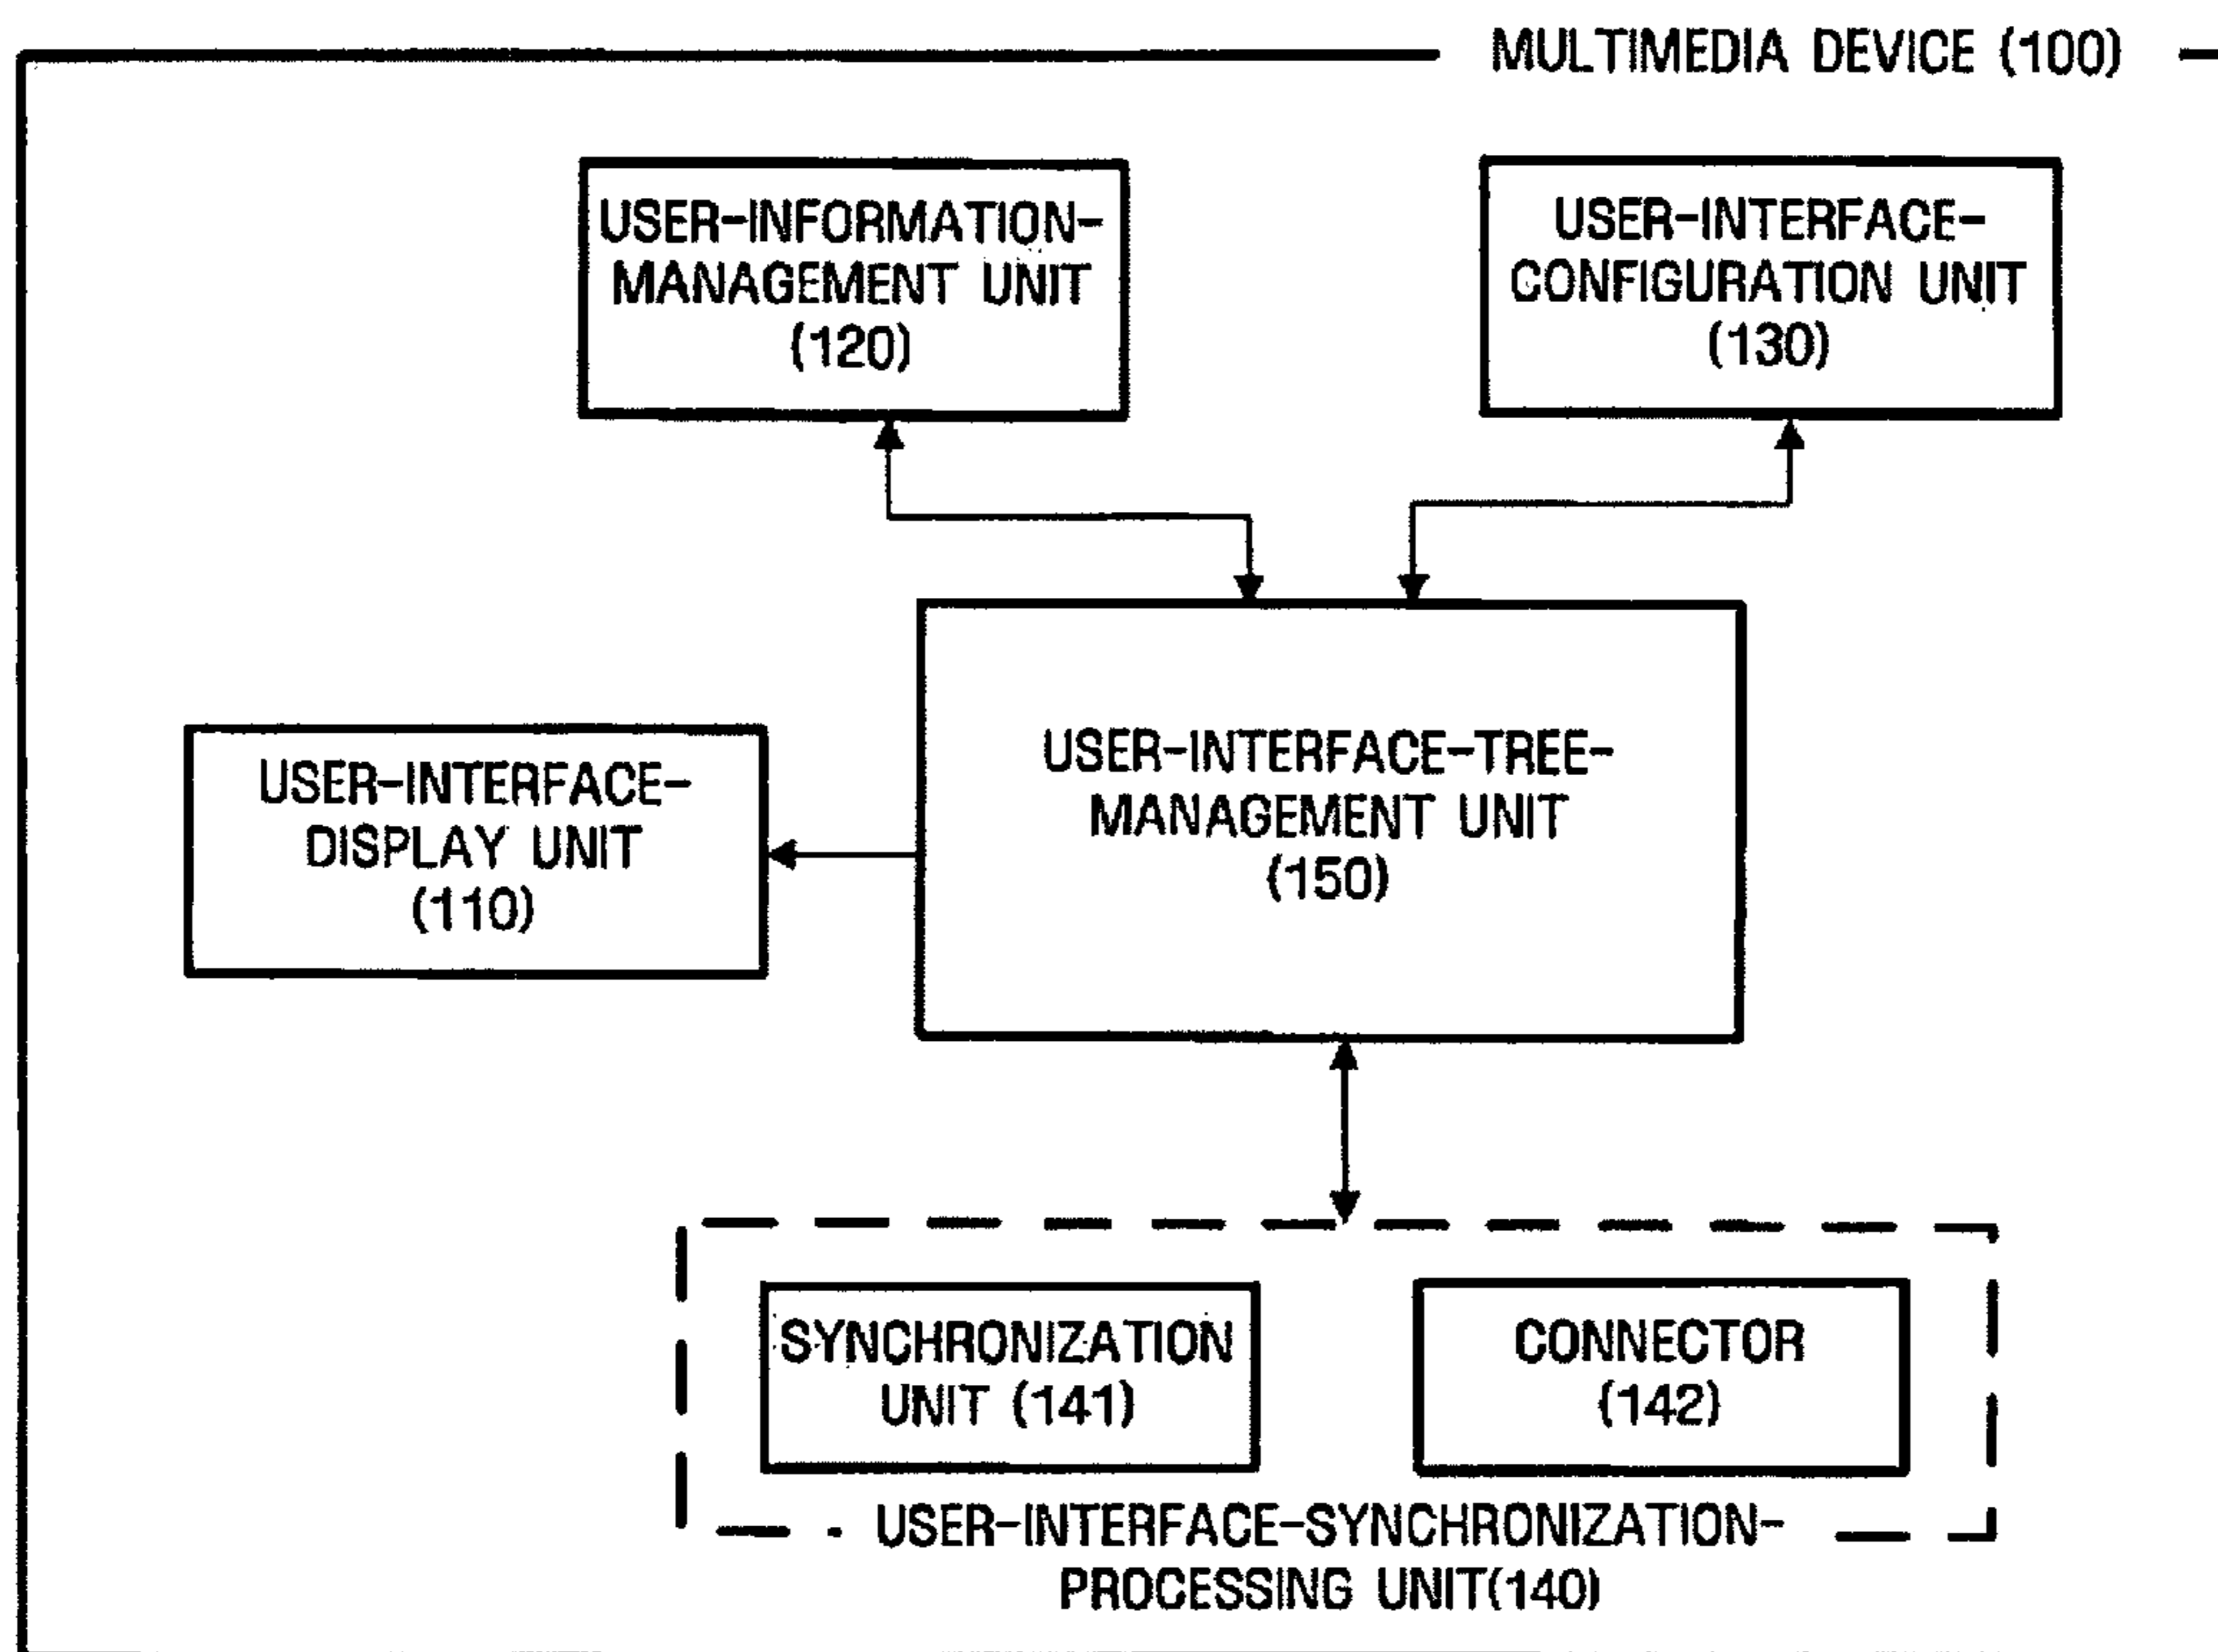 MULTIMEDIA DEVICE (100)
USER-INFORMATION-
MANAGEMENT UNIT
(120)
USER-INTERFACE-
CONFIGURATION UNIT
(130)
USER-INTERFACE-
DISPLAY UNIT
(110)
USER-INTERFACE-TREE-
MANAGEMENT UNIT
(150)
SYNCHRONIZATION
UNIT (141)
CONNECTOR
(142)
USER-INTERFACE-SYNCHRONIZATION-
PROCESSING UNIT(140)